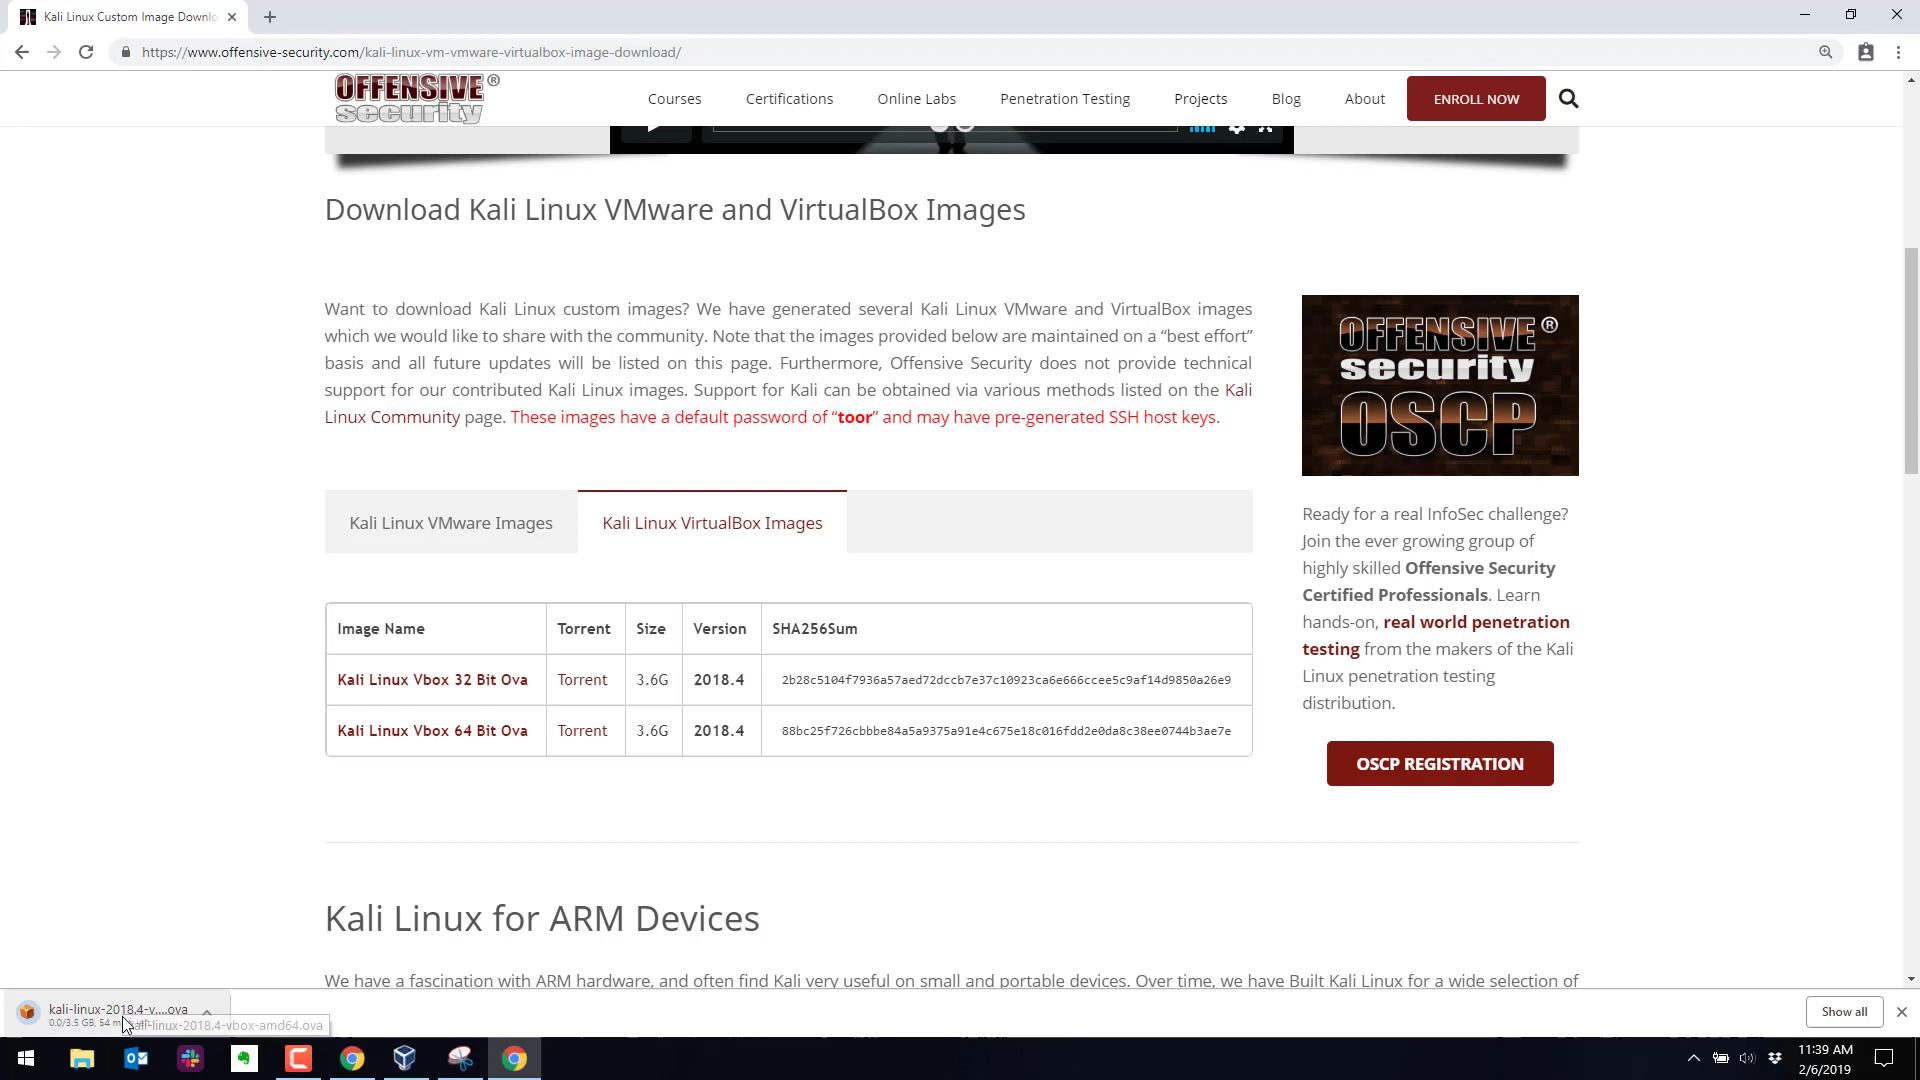 Kali Linux Custom Image Downlo
https://www.offensive-security.com/kali-linux-vm-vmware-virtualbox-image-download/
OFFENSIVE®
security
Courses
Certifications
Online Labs
Penetration Testing
Projects
Blog
About
ENROLL NOW
Download Kali Linux VMware and VirtualBox Images
Want to download Kali Linux custom images? We have generated several Kali Linux VMware and VirtualBox images
which we would like to share with the community. Note that the images provided below are maintained on a “best effort”
basis and all future updates will be listed on this page. Furthermore, Offensive Security does not provide technical
support for our contributed Kali Linux images. Support for Kali can be obtained via various methods listed on the Kali
Linux Community page. These images have a default password of “toor” and may have pre-generated SSH host keys.
OFFENSIVE®
security
OSCP
Kali Linux VMware Images
Kali Linux VirtualBox Images
Image Name Torrent Size Version SHA256Sum
Kali Linux Vbox 32 Bit Ova Torrent 3.6G 2018.4 2b28c5104f7936a57aed72dccb7e37c10923ca6e666ccee5c9af14d9850a26e9
Kali Linux Vbox 64 Bit Ova Torrent 3.6G 2018.4 88bc25f726cbbbe84a5a9375a91e4c675e18c016fdd2e0da8c38ee0744b3ae7e
Ready for a real InfoSec challenge?
Join the ever growing group of
highly skilled Offensive Security
Certified Professionals. Learn
hands-on, real world penetration
testing from the makers of the Kali
Linux penetration testing
distribution.
OSCP REGISTRATION
Kali Linux for ARM Devices
We have a fascination with ARM hardware, and often find Kali very useful on small and portable devices. Over time, we have Built Kali Linux for a wide selection of
kali-linux-2018.4-v....ova
0.0/3.5 GB, 54 m
ali-linux-2018.4-vbox-amd64.ova
Show all
11:39 AM
2/6/2019